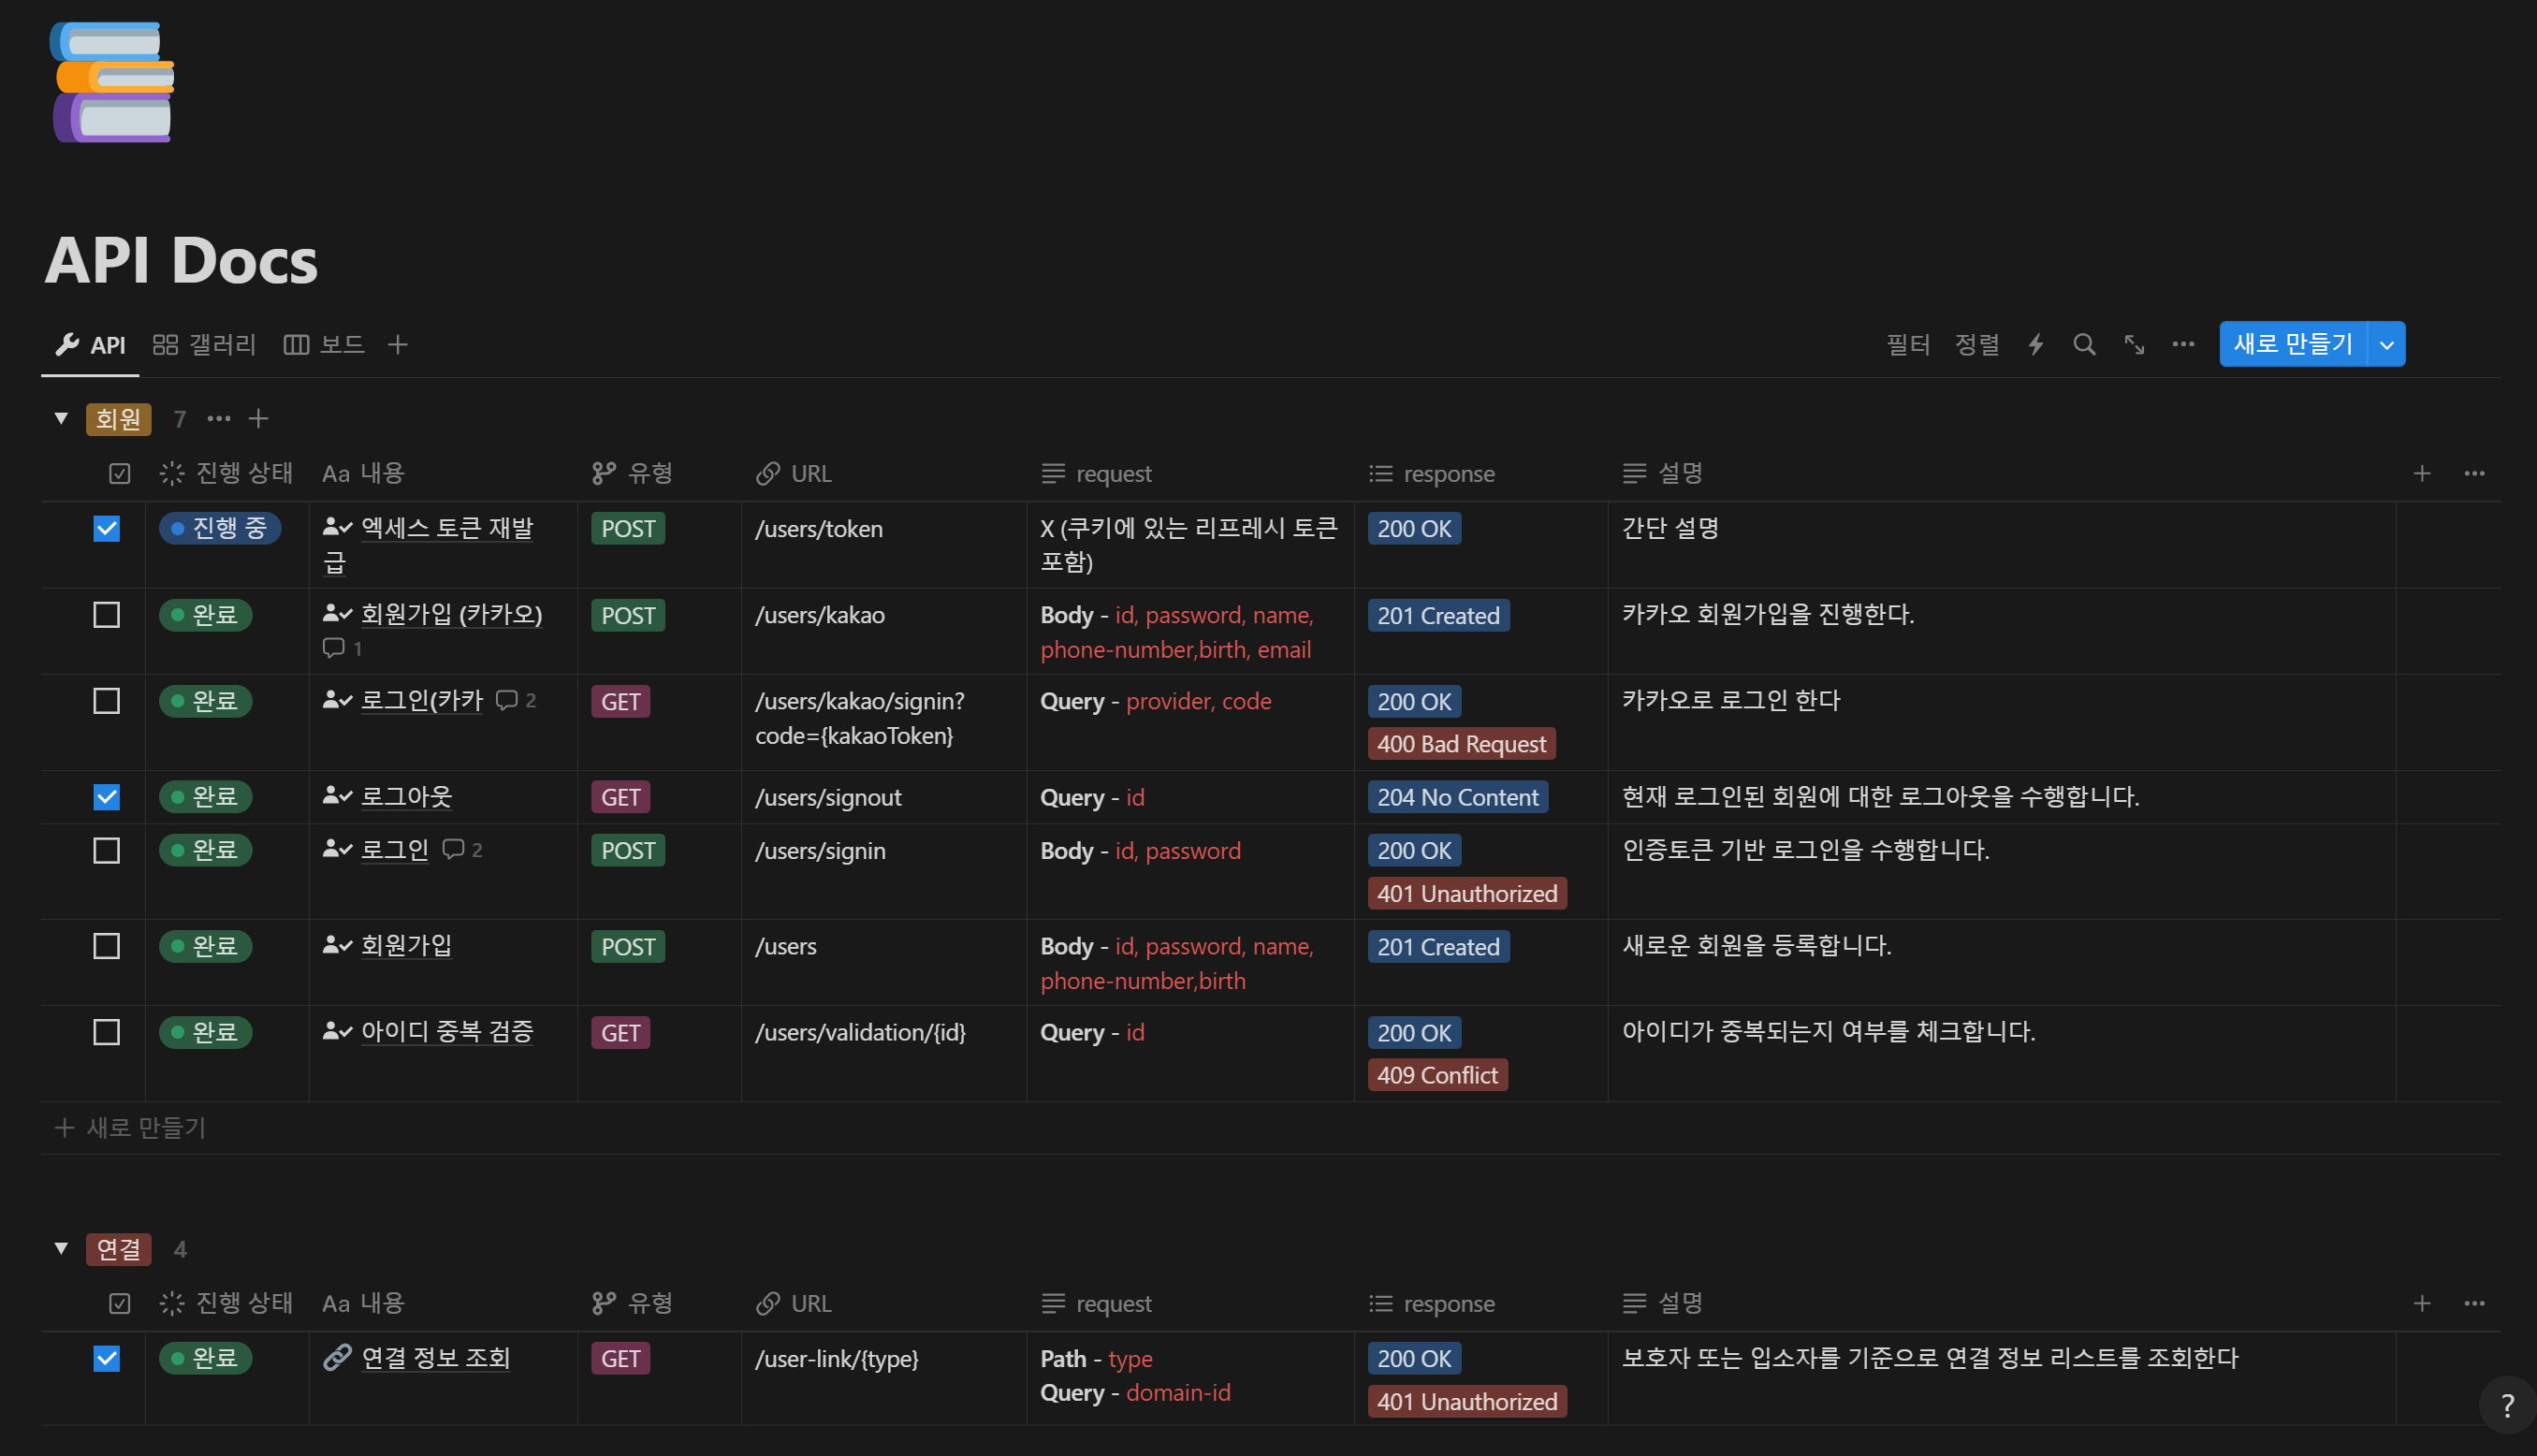 API Docs
API 갤러리 보드
필터 정렬 새로 만들기
회원 7
진행 상태 Aa 내용 유형 URL request response 설명
진행 중 엑세스 토큰 재발 POST /users/token X (쿠키에 있는 리프레시 토큰 200 OK 간단 설명
급 포함)
완료 회원가입 (카카오) POST /users/kakao Body - id, password, name, 201 Created 카카오 회원가입을 진행한다.
1 phone-number,birth, email
완료 로그인(카카 2 GET /users/kakao/signin? Query - provider, code 200 OK 카카오로 로그인 한다
code={kakaoToken} 400 Bad Request
완료 로그아웃 GET /users/signout Query - id 204 No Content 현재 로그인된 회원에 대한 로그아웃을 수행합니다.
완료 로그인 2 POST /users/signin Body - id, password 200 OK 인증토큰 기반 로그인을 수행합니다.
401 Unauthorized
완료 회원가입 POST /users Body - id, password, name, 201 Created 새로운 회원을 등록합니다.
phone-number,birth
완료 아이디 중복 검증 GET /users/validation/{id} Query - id 200 OK 아이디가 중복되는지 여부를 체크합니다.
409 Conflict
새로 만들기
연결 4
진행 상태 Aa 내용 유형 URL request response 설명
완료 연결 정보 조회 GET /user-link/{type} Path - type 200 OK 보호자 또는 입소자를 기준으로 연결 정보 리스트를 조회한다
Query - domain-id 401 Unauthorized
?